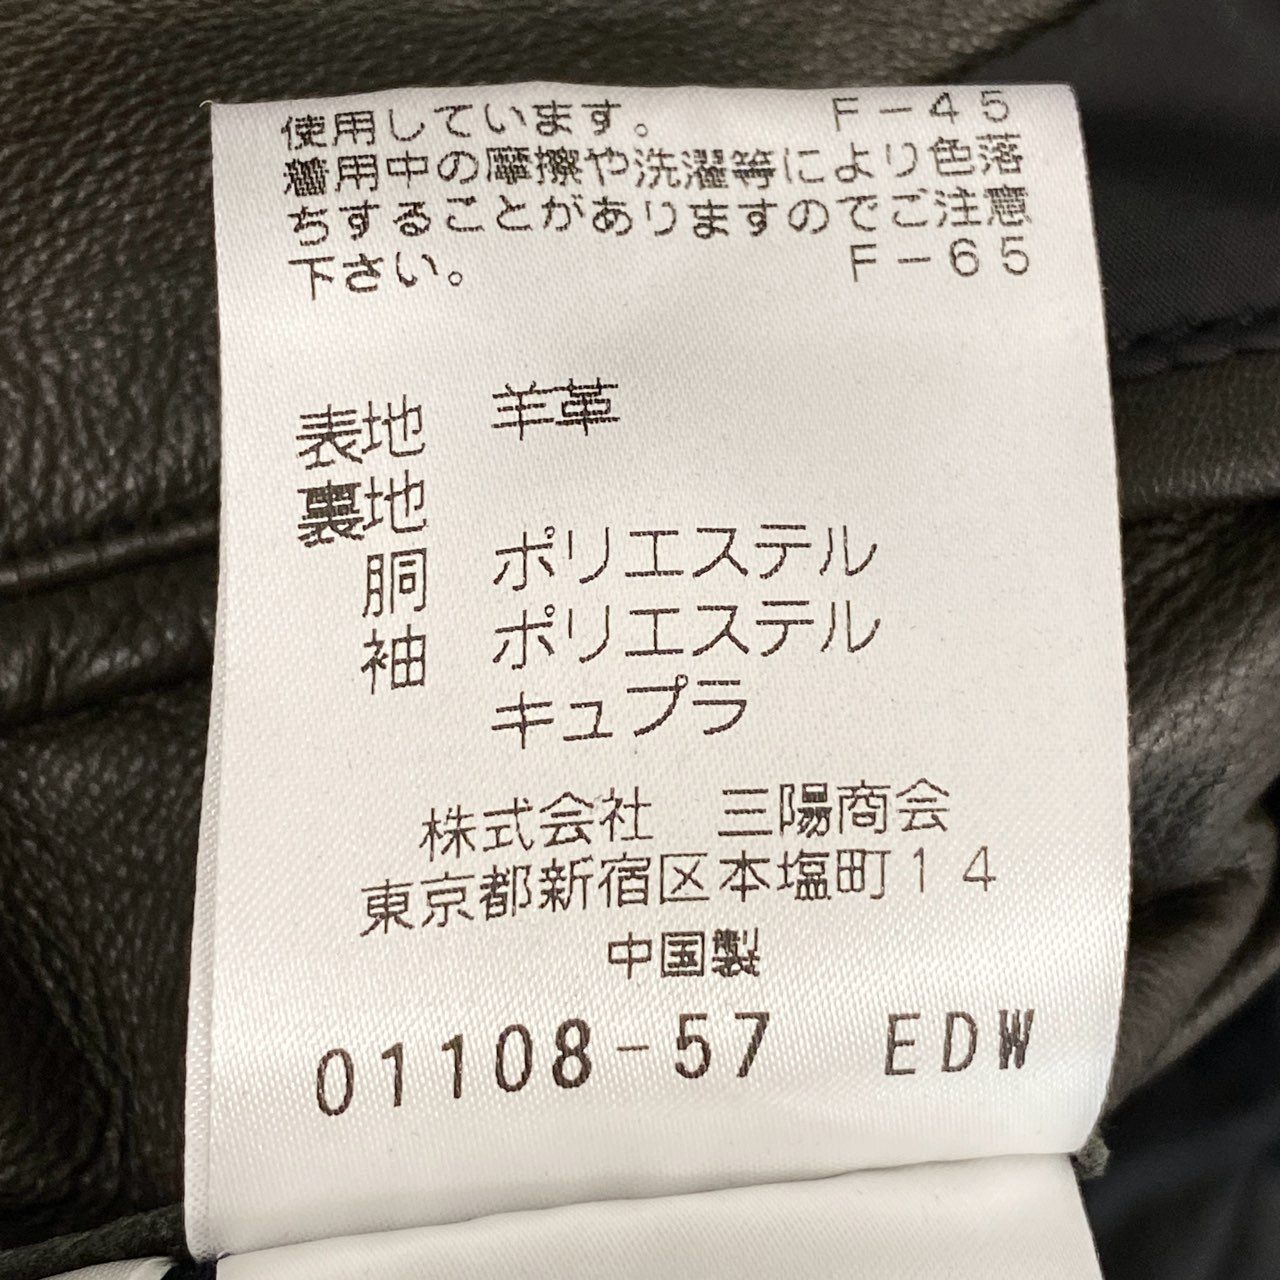 使用しています。 F-45
着用中の摩擦や洗濯等により色落
ちすることがありますのでご注意
下さい。 F-65
表地 羊革
裏地
胴 ポリエステル
袖 ポリエステル
キュプラ
株式会社 三陽商会
東京都新宿区本塩町14
中国製
01108-57 EDW